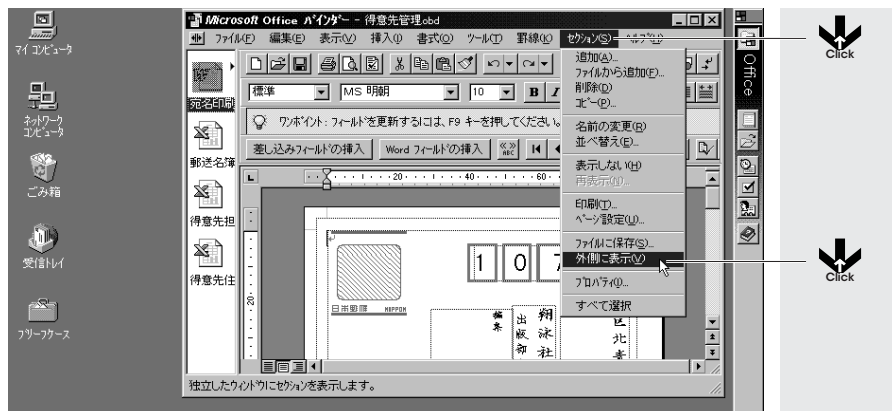 Microsoft Office バインダー - 得意先管理.obd
ファイル(F) 編集(E) 表示(V) 挿入(I) 書式(O) ツール(T) 罫線(K) セクション(S) ヘルプ(H)
標準 MS 明朝 10 B I
ワンポイント: フィールドを更新するには、F9 キーを押してください。
差し込みフィールドの挿入 Word フィールドの挿入 ≪≫ABC
20 40 60
マイ コンピュータ
ネットワーク
コンピュータ
ごみ箱
受信トレイ
ブリーフケース
宛名印刷
郵送名簿
得意先担
得意先住
追加(A)...
ファイルから追加(F)...
削除(D)
コピー(P)...
名前の変更(R)
並べ替え(E)...
表示しない(H)
再表示(N)...
印刷(T)...
ページ設定(U)...
ファイルに保存(S)...
外側に表示(V)
プロパティ(I)...
すべて選択
1 0 7
日本郵便 NIPPON
翔泳社
出版部御
編集
区北青
20
独立したウィンドウにセクションを表示します。
Office
Click
Click